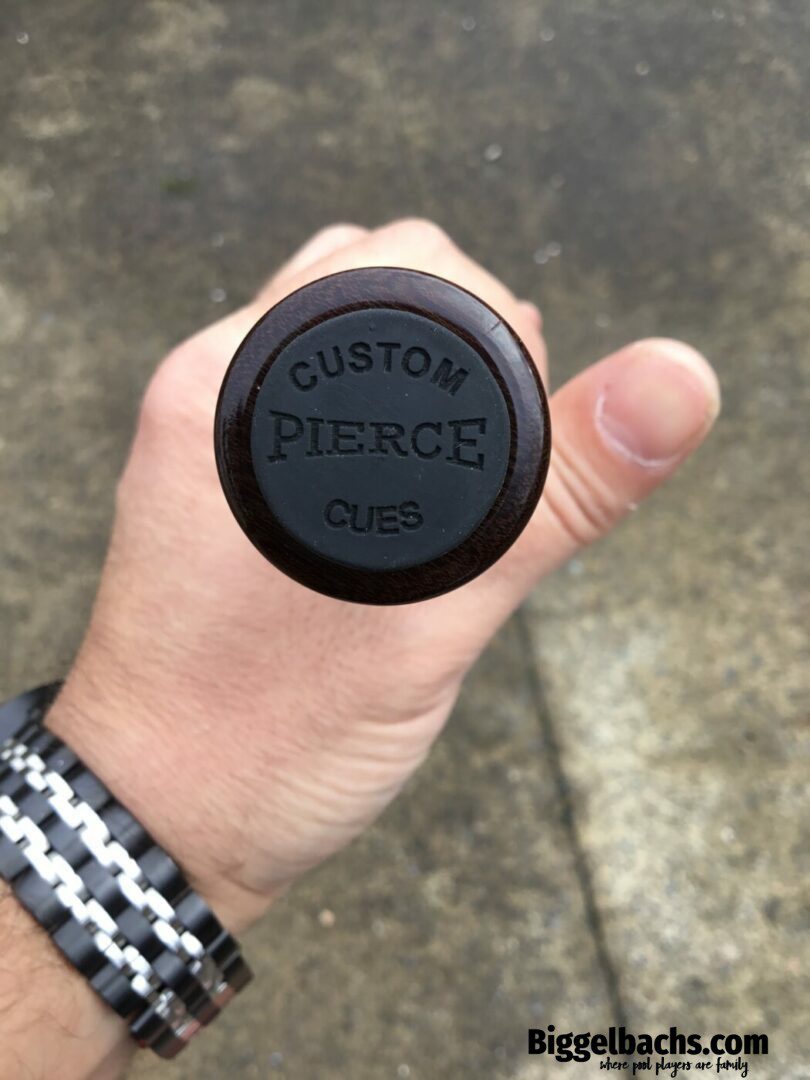 CUSTOM
PIERCE
CUES
Biggelbachs.com
where pool players are family